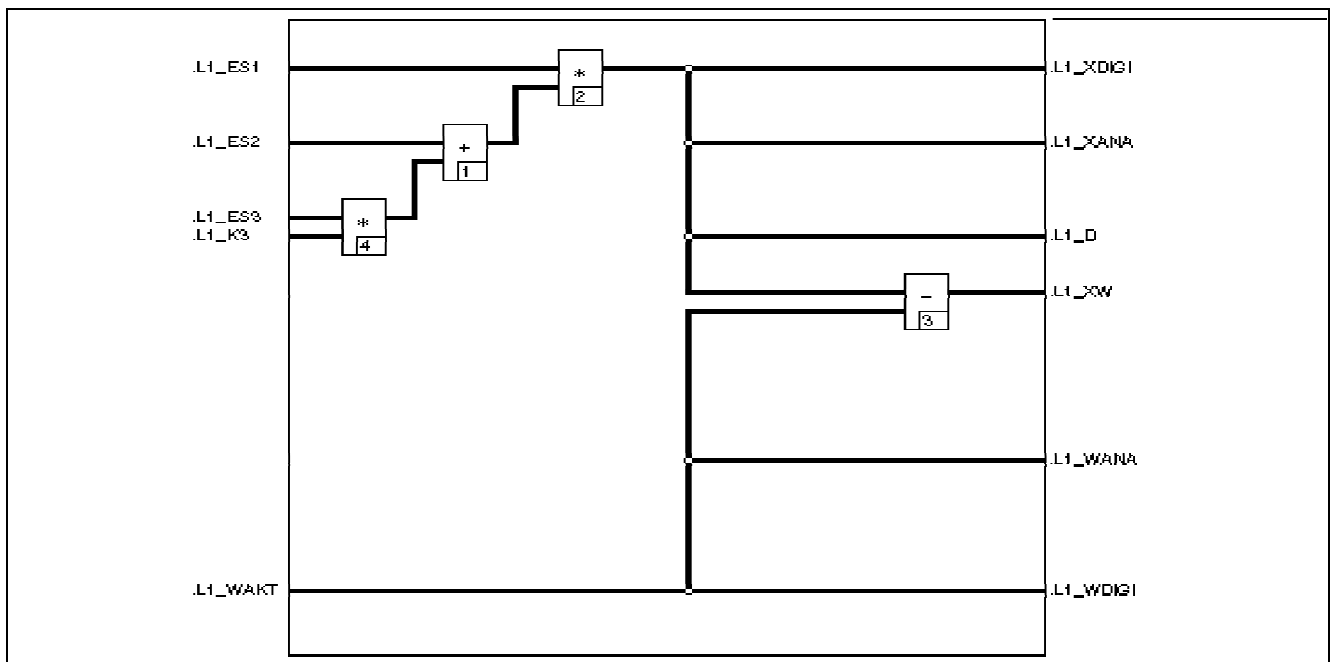 .L1_ES1
*
2
.L1_XDIGI
.L1_ES2
+
1
.L1_XANA
.L1_ES3
.L1_K3
*
4
.L1_D
-
3
.L1_XW
.L1_WANA
.L1_WAKT
.L1_WDIGI